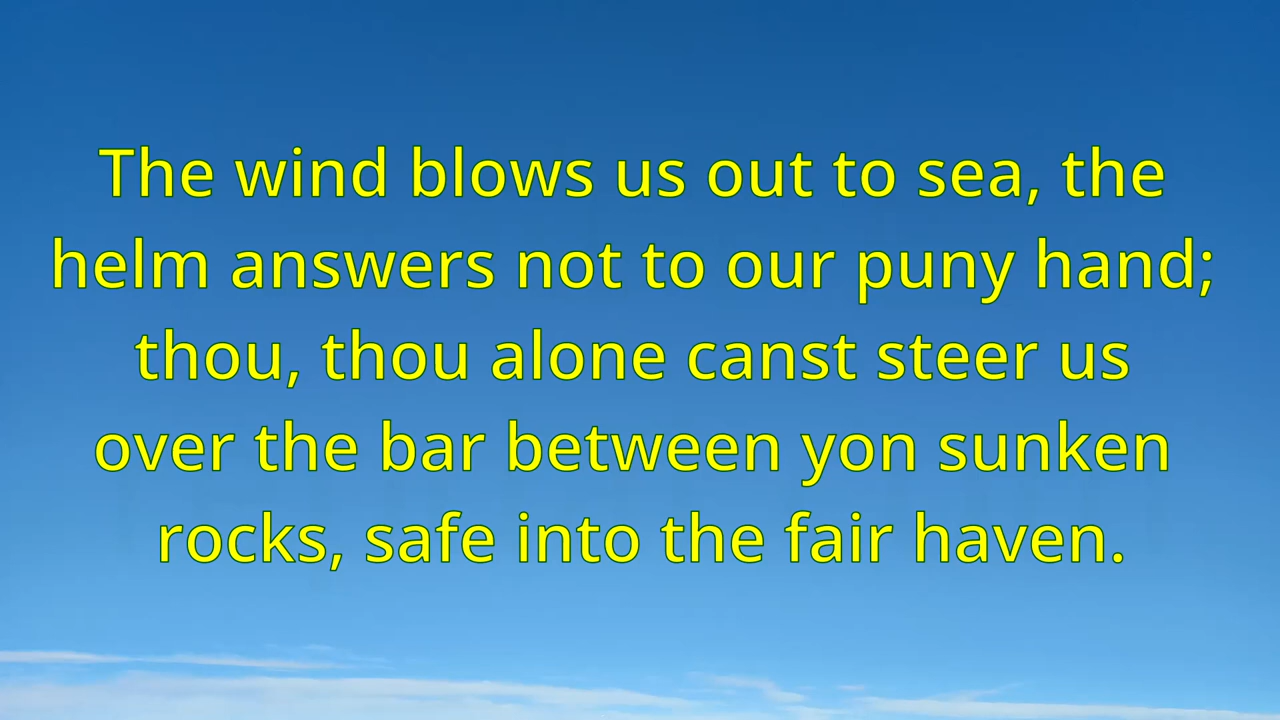 The wind blows us out to sea, the
helm answers not to our puny hand;
thou, thou alone canst steer us
over the bar between yon sunken
rocks, safe into the fair haven.